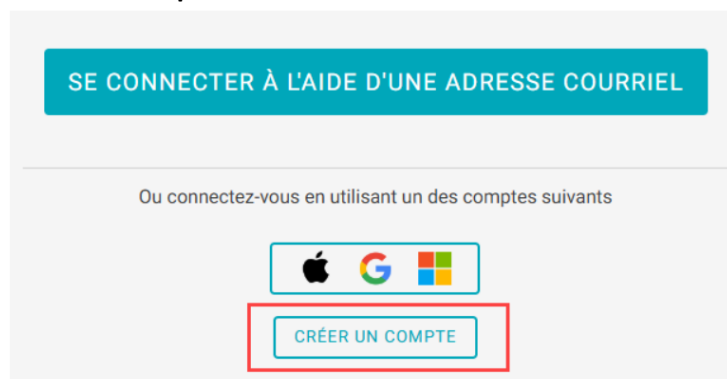 SE CONNECTER À L'AIDE D'UNE ADRESSE COURRIEL
Ou connectez-vous en utilisant un des comptes suivants
CRÉER UN COMPTE